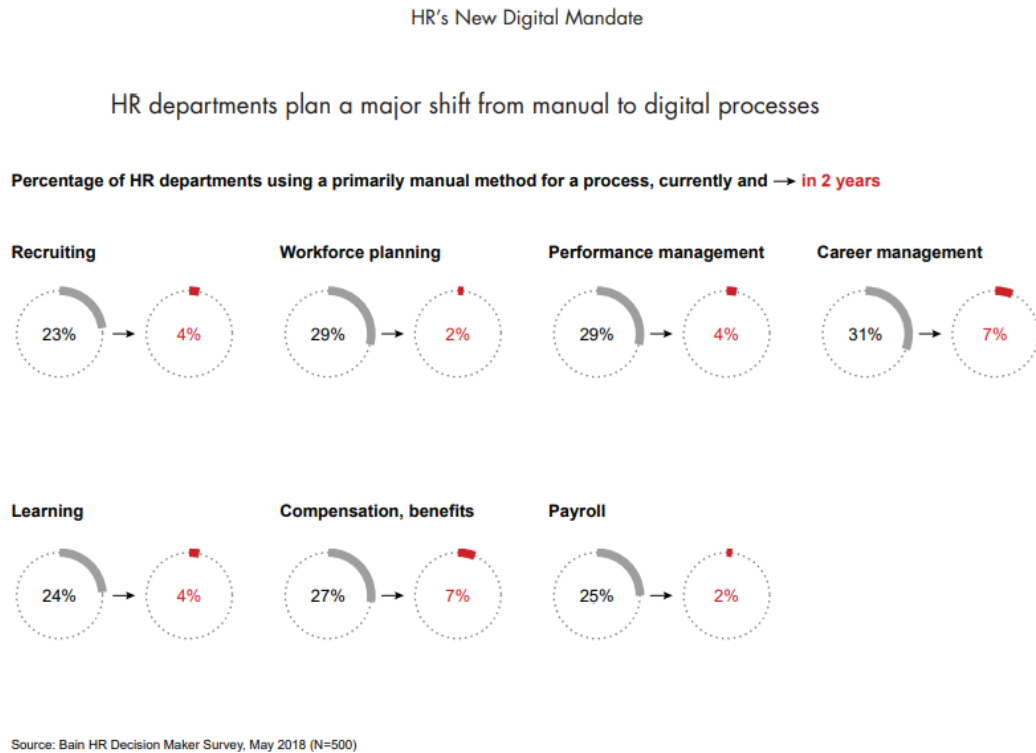 HR's New Digital Mandate
HR departments plan a major shift from manual to digital processes
Percentage of HR departments using a primarily manual method for a process, currently and → in 2 years
Recruiting
23% → 4%
Workforce planning
29% → 2%
Performance management
29% → 4%
Career management
31% → 7%
Learning
24% → 4%
Compensation, benefits
27% → 7%
Payroll
25% → 2%
Source: Bain HR Decision Maker Survey, May 2018 (N=500)